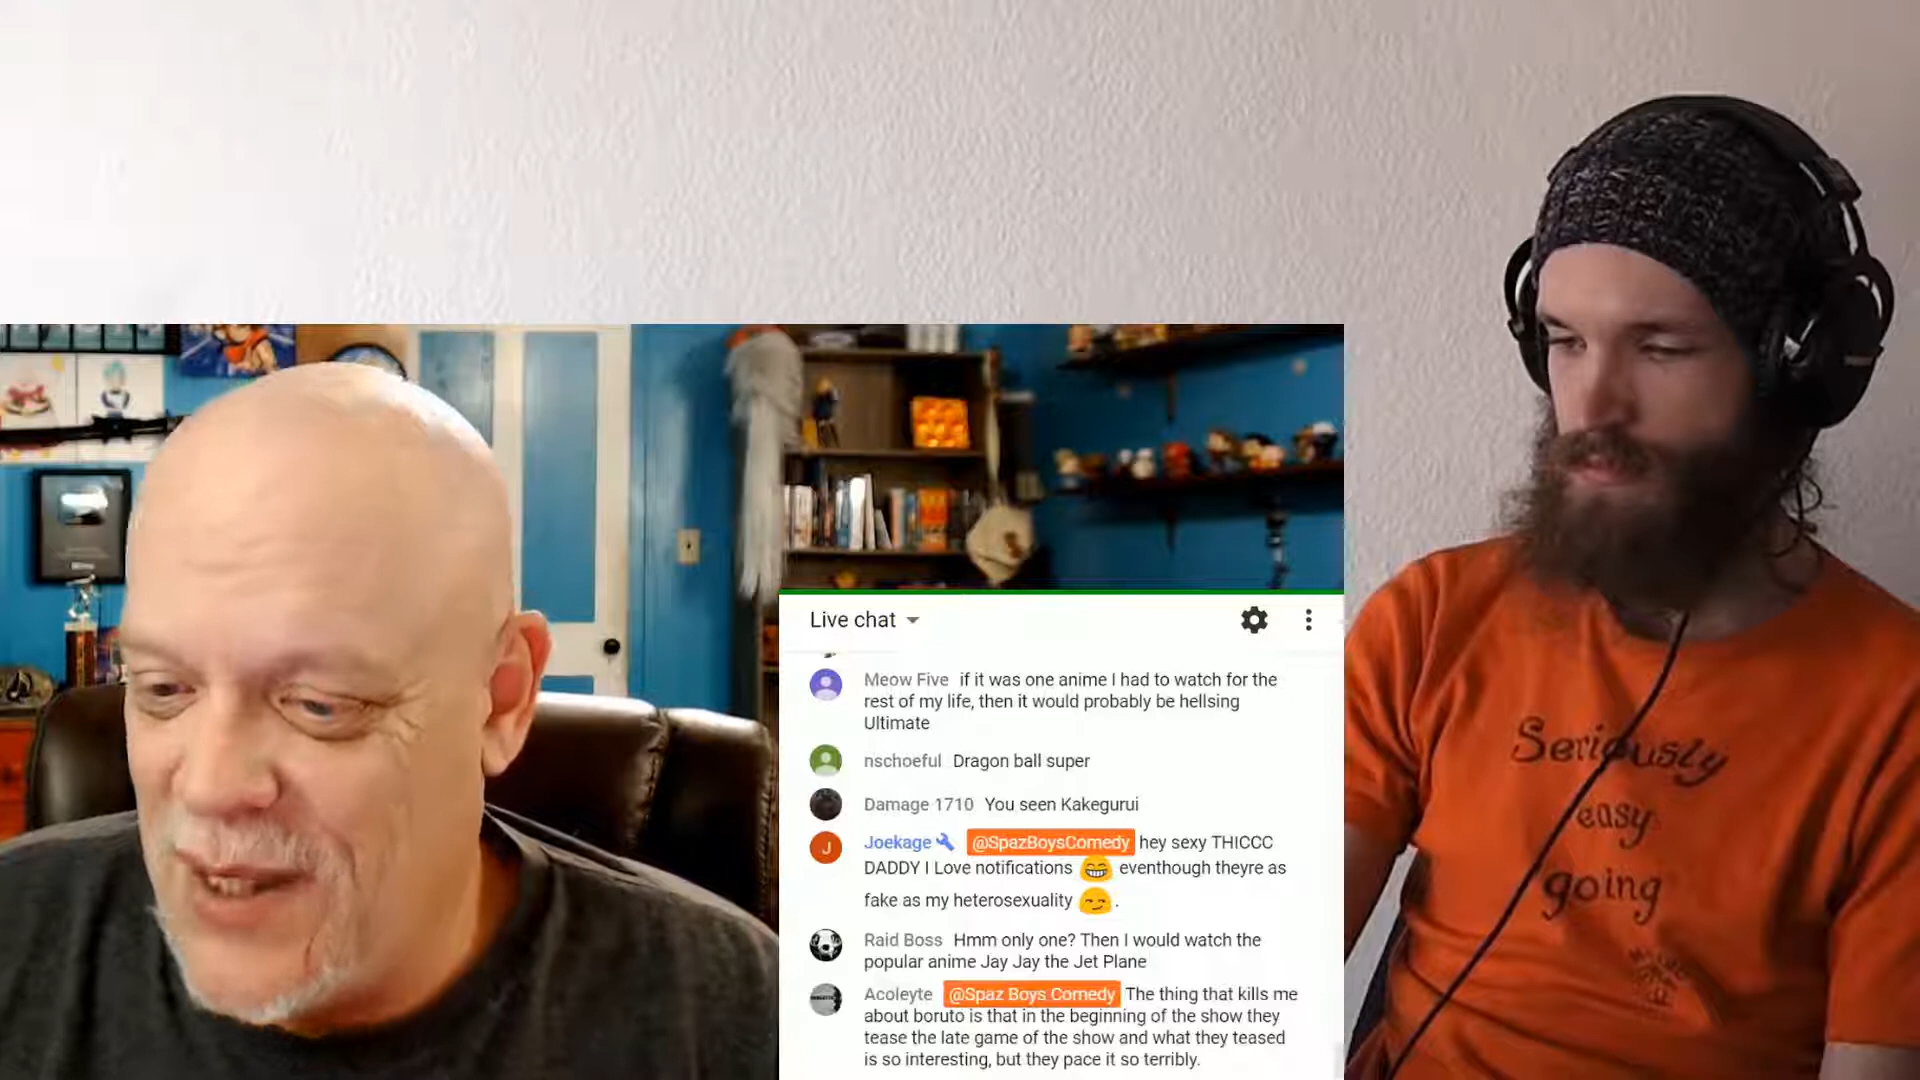 Live chat
Meow Five if it was one anime I had to watch for the
rest of my life, then it would probably be hellsing
Ultimate
nschoeful Dragon ball super
Damage 1710 You seen Kakegurui
J
Joekage @SpazBoysComedy hey sexy THICCC
DADDY I Love notifications 😁 eventhough theyre as
fake as my heterosexuality 😏 .
Raid Boss Hmm only one? Then I would watch the
popular anime Jay Jay the Jet Plane
Acoleyte @Spaz Boys Comedy The thing that kills me
about boruto is that in the beginning of the show they
tease the late game of the show and what they teased
is so interesting, but they pace it so terribly.
Seriously
easy
going